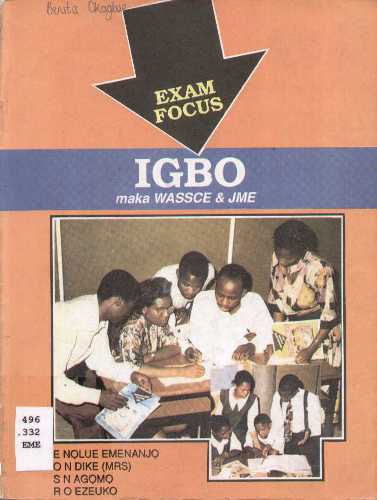 EXAM
FOCUS
IGBO
maka WASSCE & JME
496
.332
EME
E NOLUE EMENANJO
O N DIKE (MRS)
S N AGOMO
R O EZEUKO